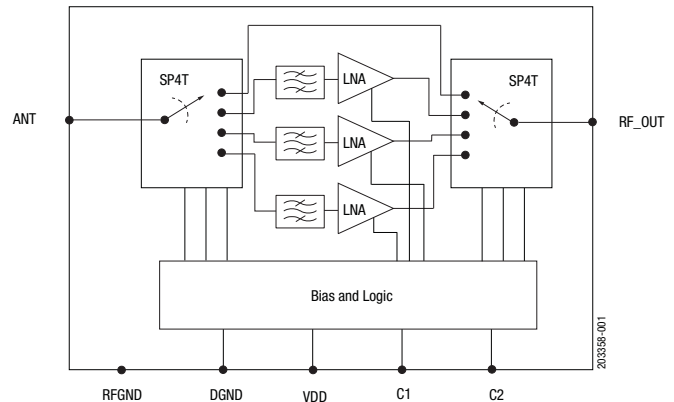 SP4T
LNA
SP4T
ANT
RF_OUT
LNA
LNA
Bias and Logic
203358-001
RFGND
DGND
VDD
C1
C2